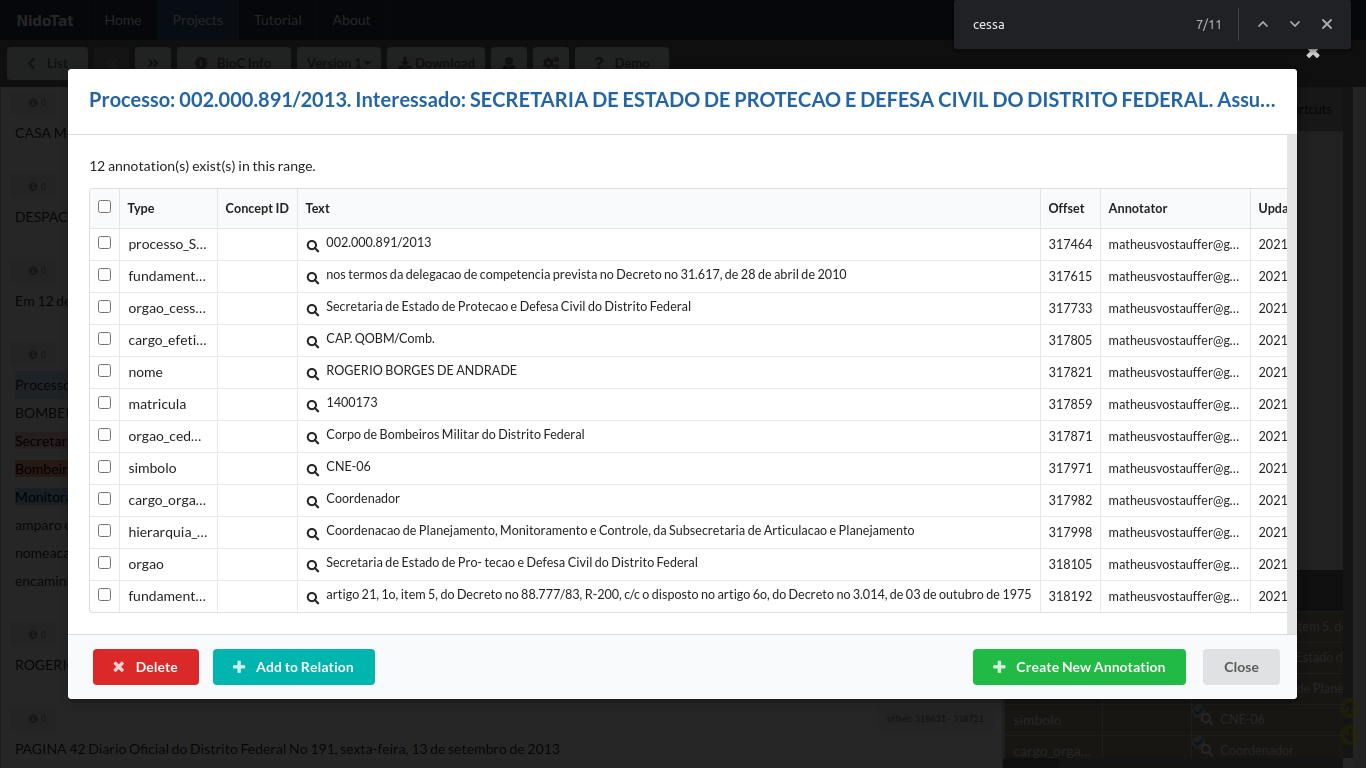 NidoTat Home Projects Tutorial About cessa 7/11
List BioC Info Version 1 Download ? Demo
Processo: 002.000.891/2013. Interessado: SECRETARIA DE ESTADO DE PROTECAO E DEFESA CIVIL DO DISTRITO FEDERAL. Assu...
12 annotation(s) exist(s) in this range.
Type Concept ID Text Offset Annotator Upda
processo_S... 002.000.891/2013 317464 matheusvostauffer@g... 2021
fundament... nos termos da delegacao de competencia prevista no Decreto no 31.617, de 28 de abril de 2010 317615 matheusvostauffer@g... 2021
orgao_cess... Secretaria de Estado de Protecao e Defesa Civil do Distrito Federal 317733 matheusvostauffer@g... 2021
cargo_efeti... CAP. QOBM/Comb. 317805 matheusvostauffer@g... 2021
nome ROGERIO BORGES DE ANDRADE 317821 matheusvostauffer@g... 2021
matricula 1400173 317859 matheusvostauffer@g... 2021
orgao_ced... Corpo de Bombeiros Militar do Distrito Federal 317871 matheusvostauffer@g... 2021
simbolo CNE-06 317971 matheusvostauffer@g... 2021
cargo_orga... Coordenador 317982 matheusvostauffer@g... 2021
hierarquia_... Coordenacao de Planejamento, Monitoramento e Controle, da Subsecretaria de Articulacao e Planejamento 317998 matheusvostauffer@g... 2021
orgao Secretaria de Estado de Pro- tecao e Defesa Civil do Distrito Federal 318105 matheusvostauffer@g... 2021
fundament... artigo 21, 1o, item 5, do Decreto no 88.777/83, R-200, c/c o disposto no artigo 6o, do Decreto no 3.014, de 03 de outubro de 1975 318192 matheusvostauffer@g... 2021
Delete Add to Relation Create New Annotation Close
0
CASA M
rtcuts
0
DESPAC
0
Em 12 de
0
Processo
BOMBEI
Secretar
Bombeir
Monitora
amparo
nomeaca
encamin
0
ROGERI
tem 5, d
Estado d
de Plane
0 offset: 318631 - 318721
simbolo CNE-06
PAGINA 42 Diario Oficial do Distrito Federal No 191, sexta-feira, 13 de setembro de 2013
cargo_orga... Coordenador